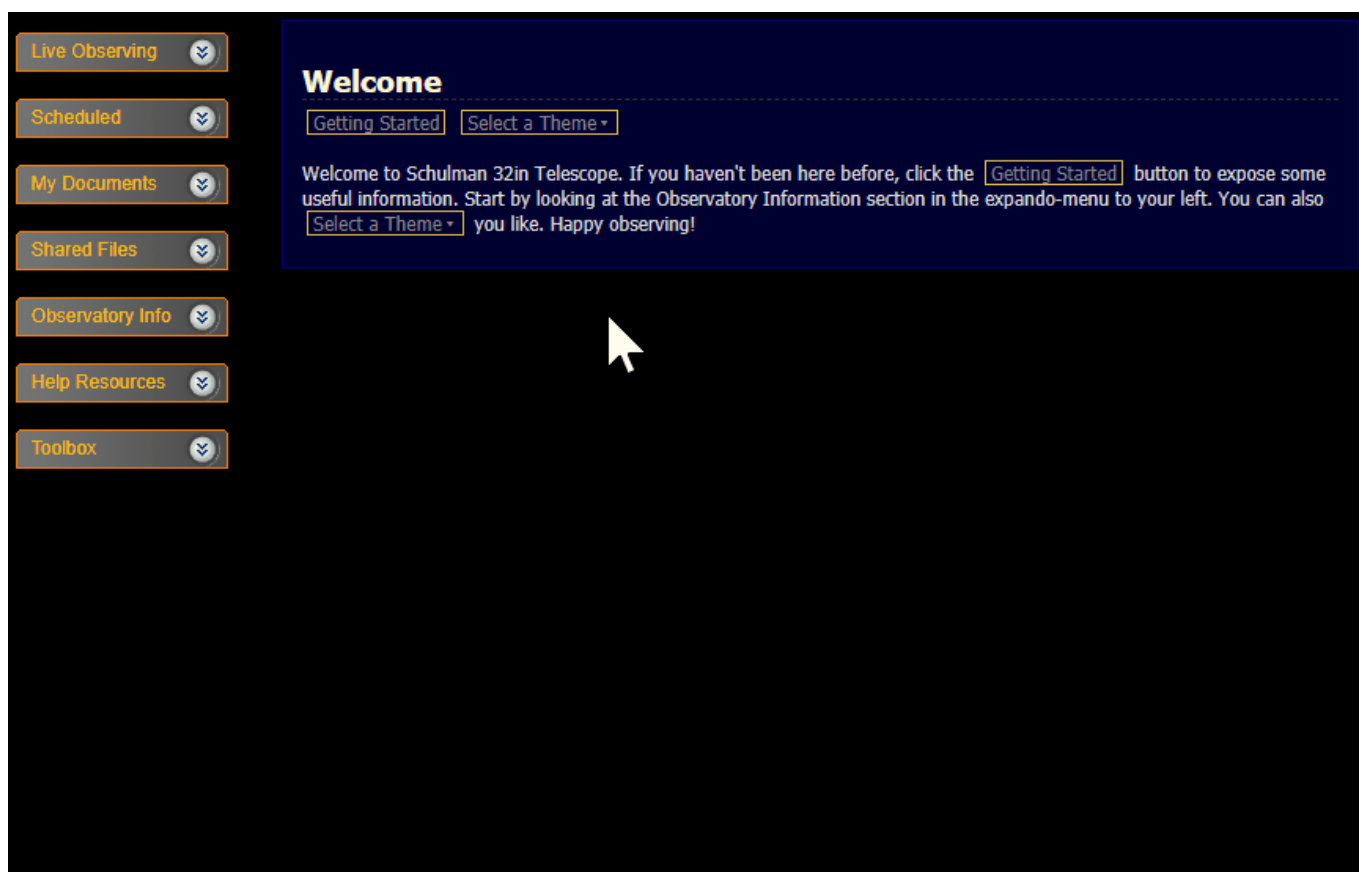 Live Observing
Scheduled
My Documents
Shared Files
Observatory Info
Help Resources
Toolbox
Welcome
Getting Started Select a Theme
Welcome to Schulman 32in Telescope. If you haven't been here before, click the Getting Started button to expose some
useful information. Start by looking at the Observatory Information section in the expando-menu to your left. You can also
Select a Theme you like. Happy observing!